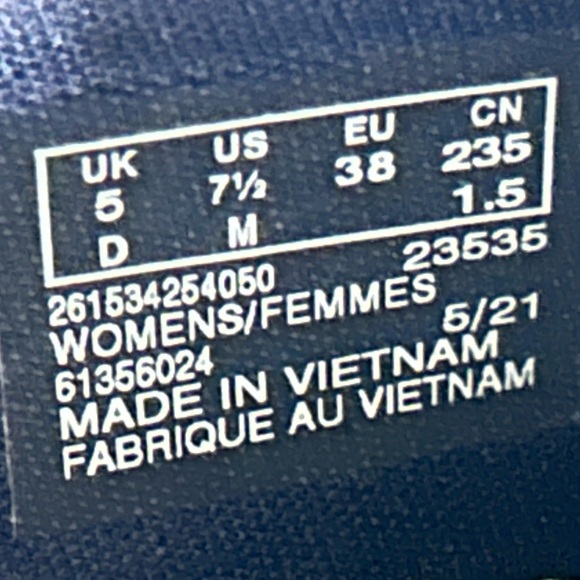 UK US EU CN
5 7½ 38 235
D M 1.5
261534254050 23535
WOMENS/FEMMES
61356024 5/21
MADE IN VIETNAM
FABRIQUE AU VIETNAM